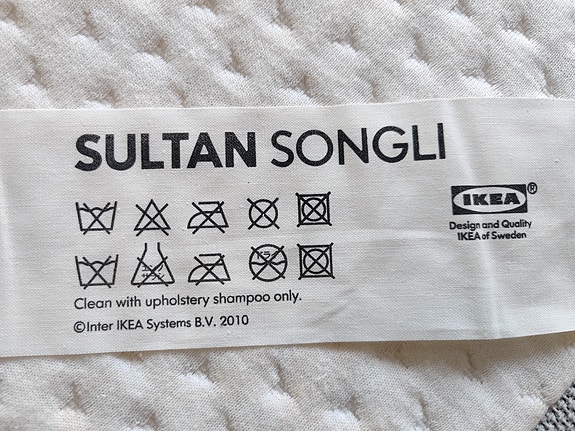 SULTAN SONGLI
IKEA®
Design and Quality
IKEA of Sweden
Clean with upholstery shampoo only.
©Inter IKEA Systems B.V. 2010